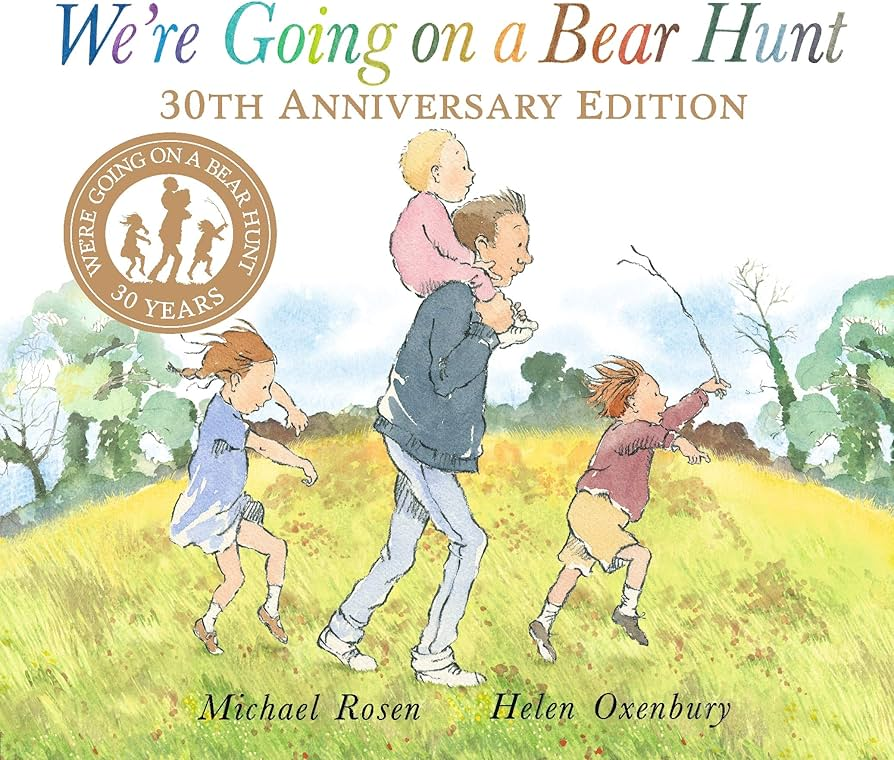 We're Going on a Bear Hunt
30TH ANNIVERSARY EDITION
WE'RE GOING ON A BEAR HUNT
30 YEARS
Michael Rosen
Helen Oxenbury